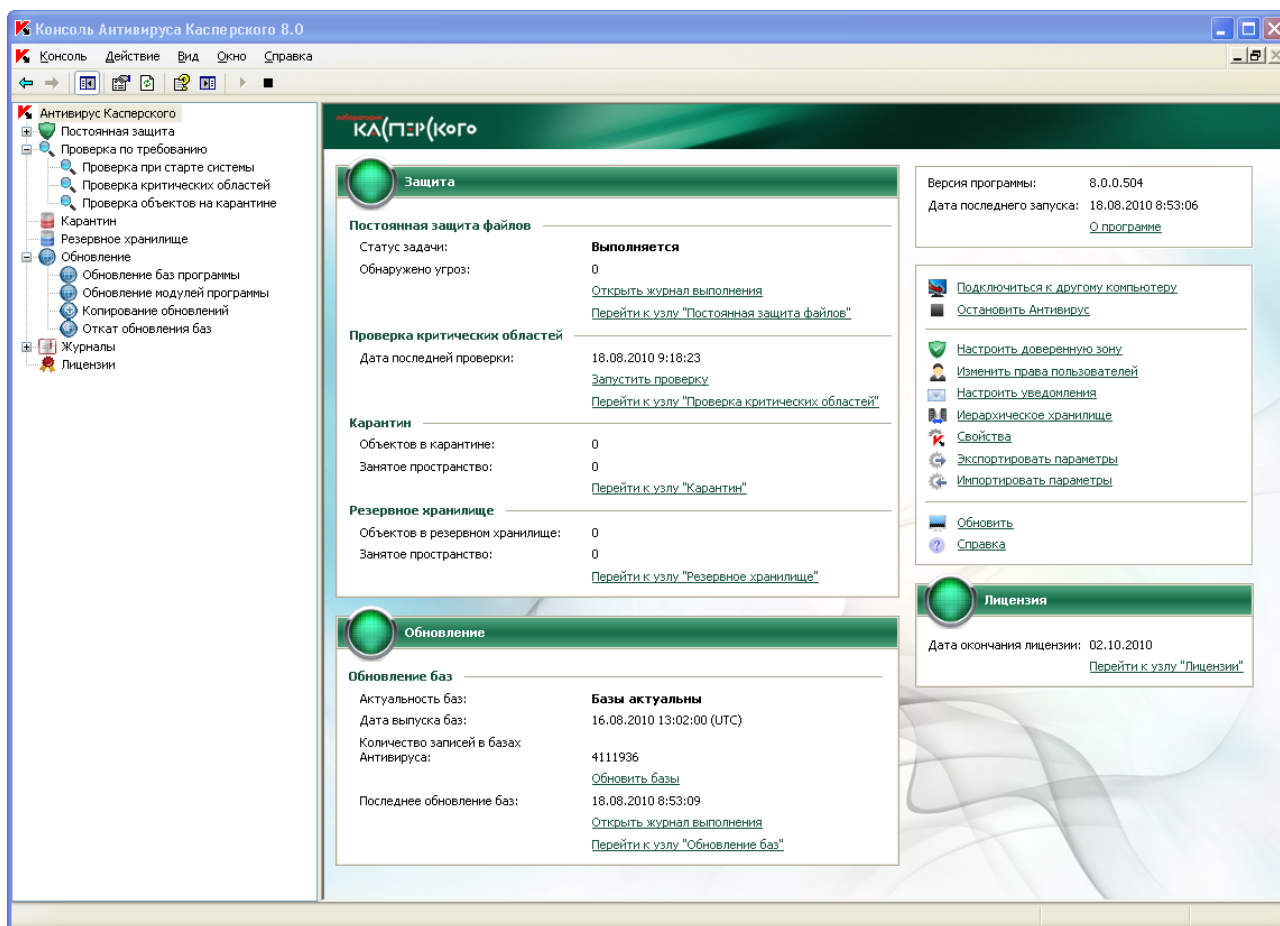 Консоль Антивируса Касперского 8.0
Консоль Действие Вид Окно Справка
Антивирус Касперского
Постоянная защита
Проверка по требованию
Проверка при старте системы
Проверка критических областей
Проверка объектов на карантине
Карантин
Резервное хранилище
Обновление
Обновление баз программы
Обновление модулей программы
Копирование обновлений
Откат обновления баз
Журналы
Лицензии
лаборатория
КАСПЕРСКОГО
Защита
Постоянная защита файлов
Статус задачи: Выполняется
Обнаружено угроз: 0
Открыть журнал выполнения
Перейти к узлу "Постоянная защита файлов"
Проверка критических областей
Дата последней проверки: 18.08.2010 9:18:23
Запустить проверку
Перейти к узлу "Проверка критических областей"
Карантин
Объектов в карантине: 0
Занятое пространство: 0
Перейти к узлу "Карантин"
Резервное хранилище
Объектов в резервном хранилище: 0
Занятое пространство: 0
Перейти к узлу "Резервное хранилище"
Обновление
Обновление баз
Актуальность баз: Базы актуальны
Дата выпуска баз: 16.08.2010 13:02:00 (UTC)
Количество записей в базах
Антивируса: 4111936
Обновить базы
Последнее обновление баз: 18.08.2010 8:53:09
Открыть журнал выполнения
Перейти к узлу "Обновление баз"
Версия программы: 8.0.0.504
Дата последнего запуска: 18.08.2010 8:53:06
О программе
Подключиться к другому компьютеру
Остановить Антивирус
Настроить доверенную зону
Изменить права пользователей
Настроить уведомления
Иерархическое хранилище
Свойства
Экспортировать параметры
Импортировать параметры
Обновить
Справка
Лицензия
Дата окончания лицензии: 02.10.2010
Перейти к узлу "Лицензии"